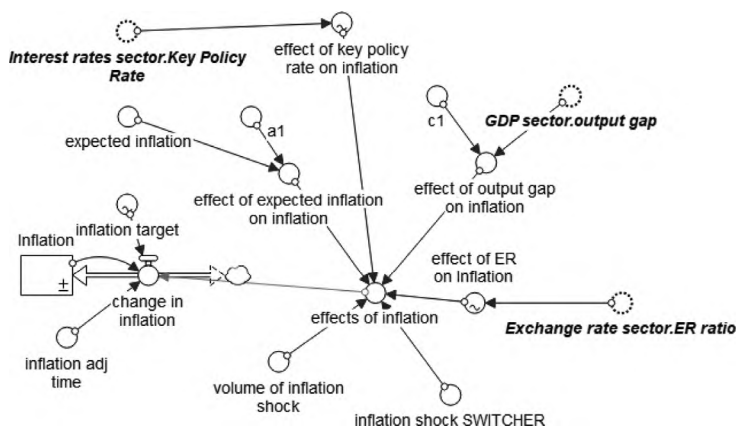 Interest rates sector.Key Policy
Rate
effect of key policy
rate on inflation
expected inflation
a1
c1
GDP sector.output gap
effect of expected inflation
on inflation
effect of output gap
on inflation
inflation target
Inflation
±
change in
inflation
effect of ER
on Inflation
effects of inflation
Exchange rate sector.ER ratio
inflation adj
time
volume of inflation
shock
inflation shock SWITCHER